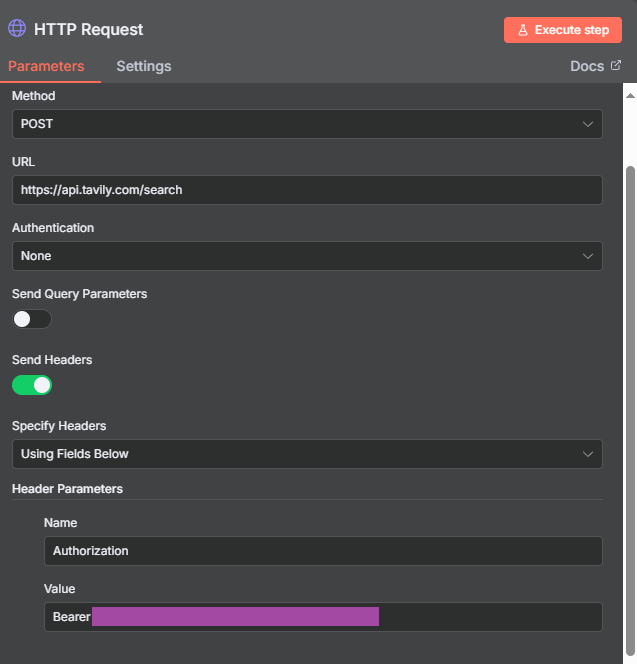 HTTP Request
Execute step
Parameters
Settings
Docs
Method
POST
URL
https://api.tavily.com/search
Authentication
None
Send Query Parameters
Send Headers
Specify Headers
Using Fields Below
Header Parameters
Name
Authorization
Value
Bearer